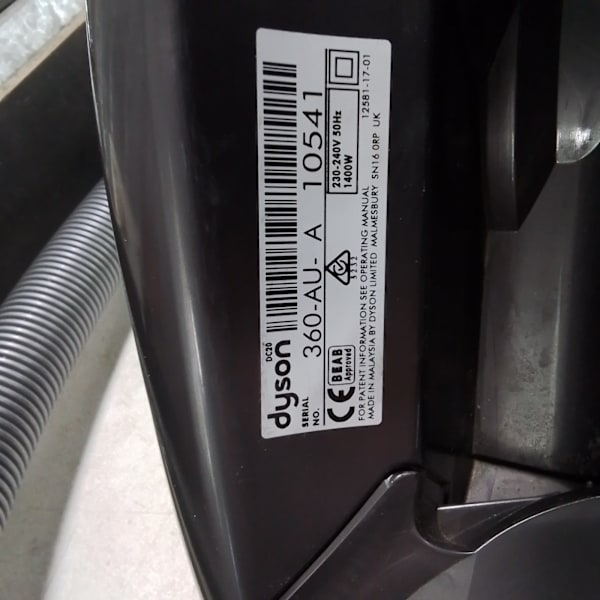 DC20
dyson
SERIAL
NO.
360-AU- A 10541
CE BEAB
Approved
S232
230-240V 50Hz
1400W
FOR PATENT INFORMATION SEE OPERATING MANUAL
12581-17-01
MADE IN MALAYSIA BY DYSON LIMITED MALMESBURY SN16 0RP UK